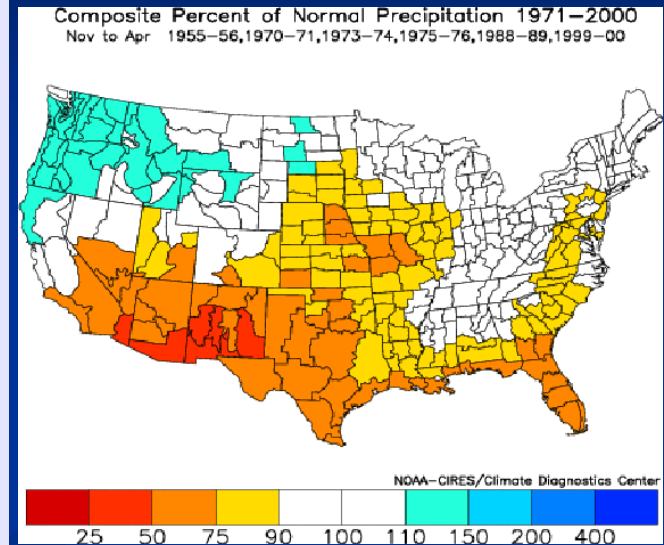 Composite Percent of Normal Precipitation 1971-2000
Nov to Apr 1955-56,1970-71,1973-74,1975-76,1988-89,1999-00
NOAA-CIRES/Climate Diagnostics Center
25 50 75 90 100 110 150 200 400